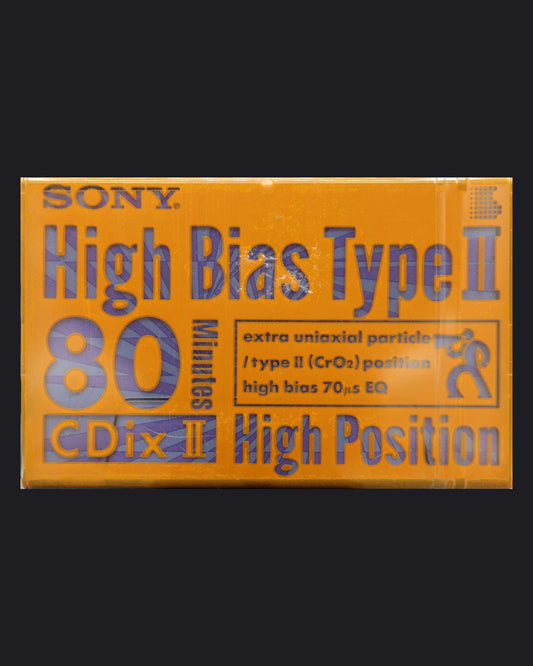 SONY®
High Bias Type II
80 Minutes
extra uniaxial particle
/ type II (CrO2) position
high bias 70μs EQ
CDix II
High Position